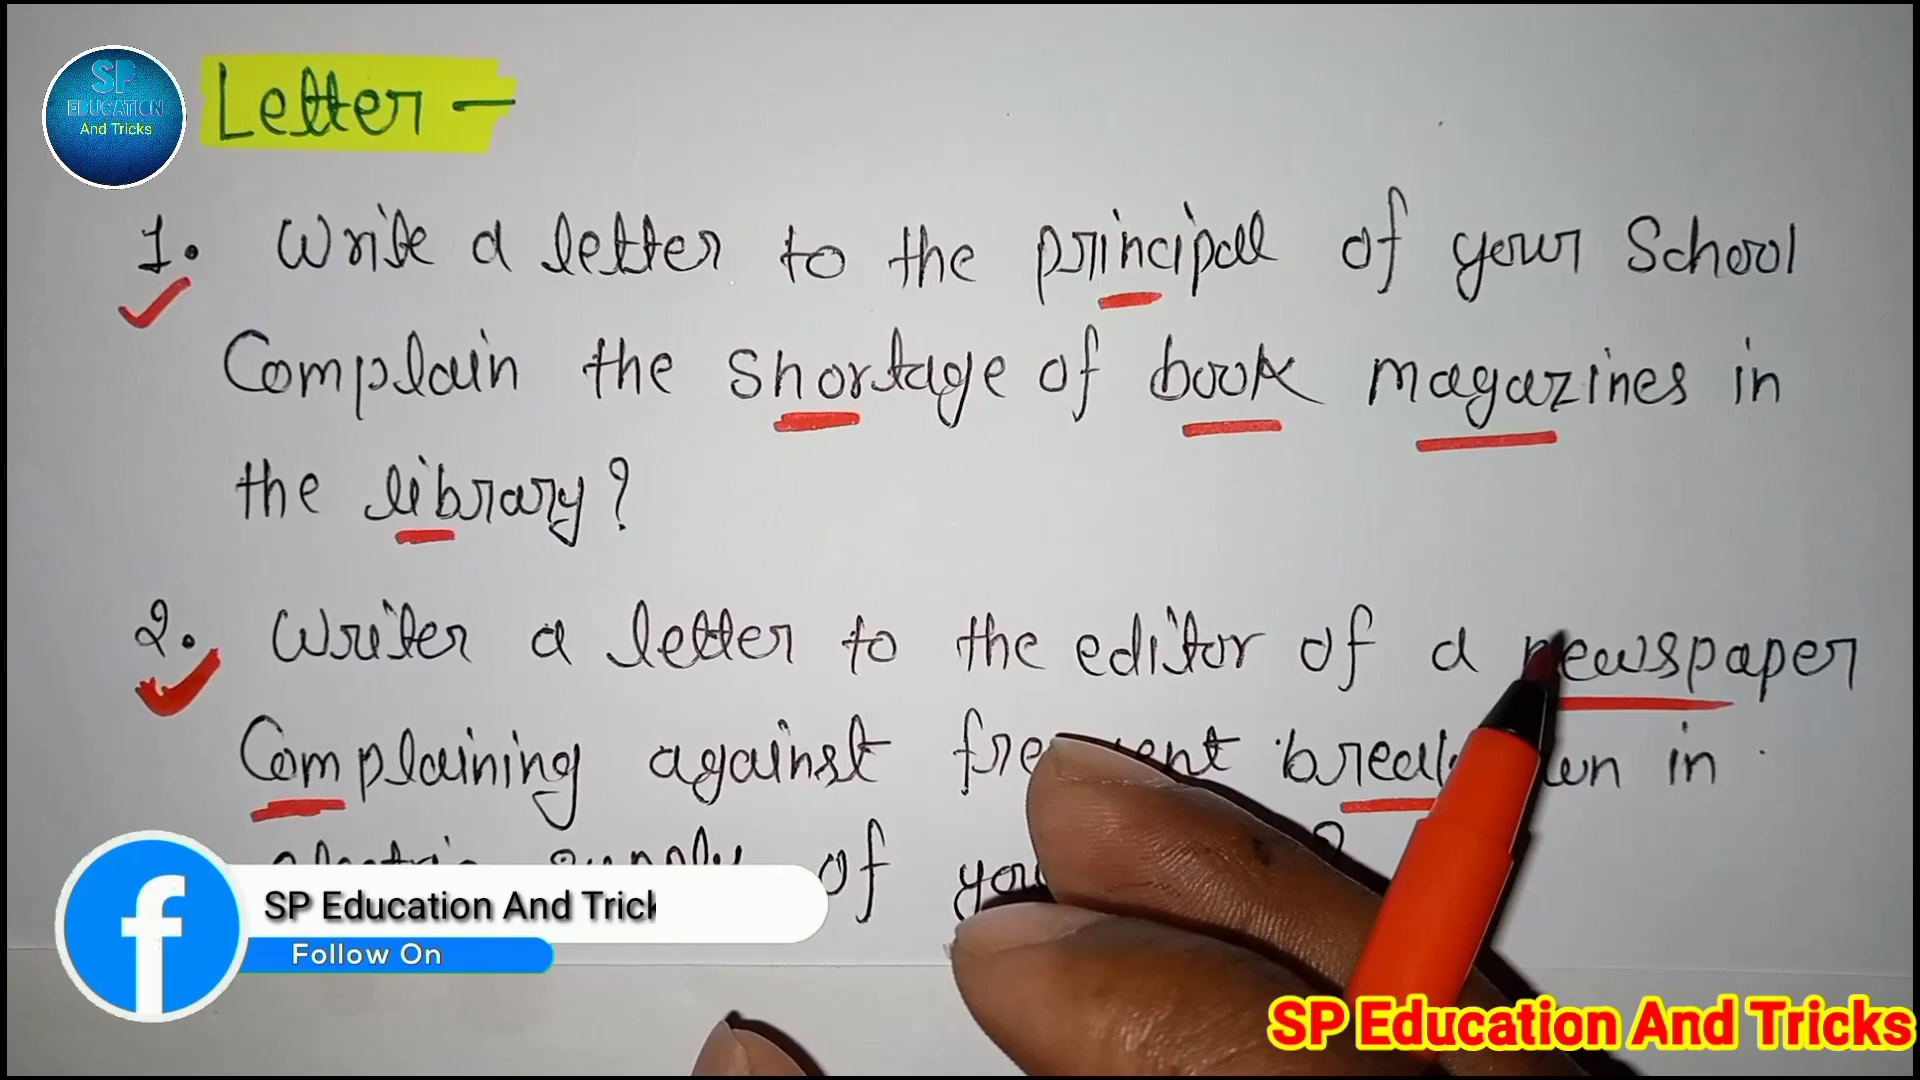 SP
EDUCATION
And Tricks
Letter -
1. Write a letter to the principal of your School
Complain the shortage of book magazines in
the library?
2. Writer a letter to the editor of a newspaper
Complaining against in
supply of
SP Education And Trick
Follow On
SP Education And Tricks